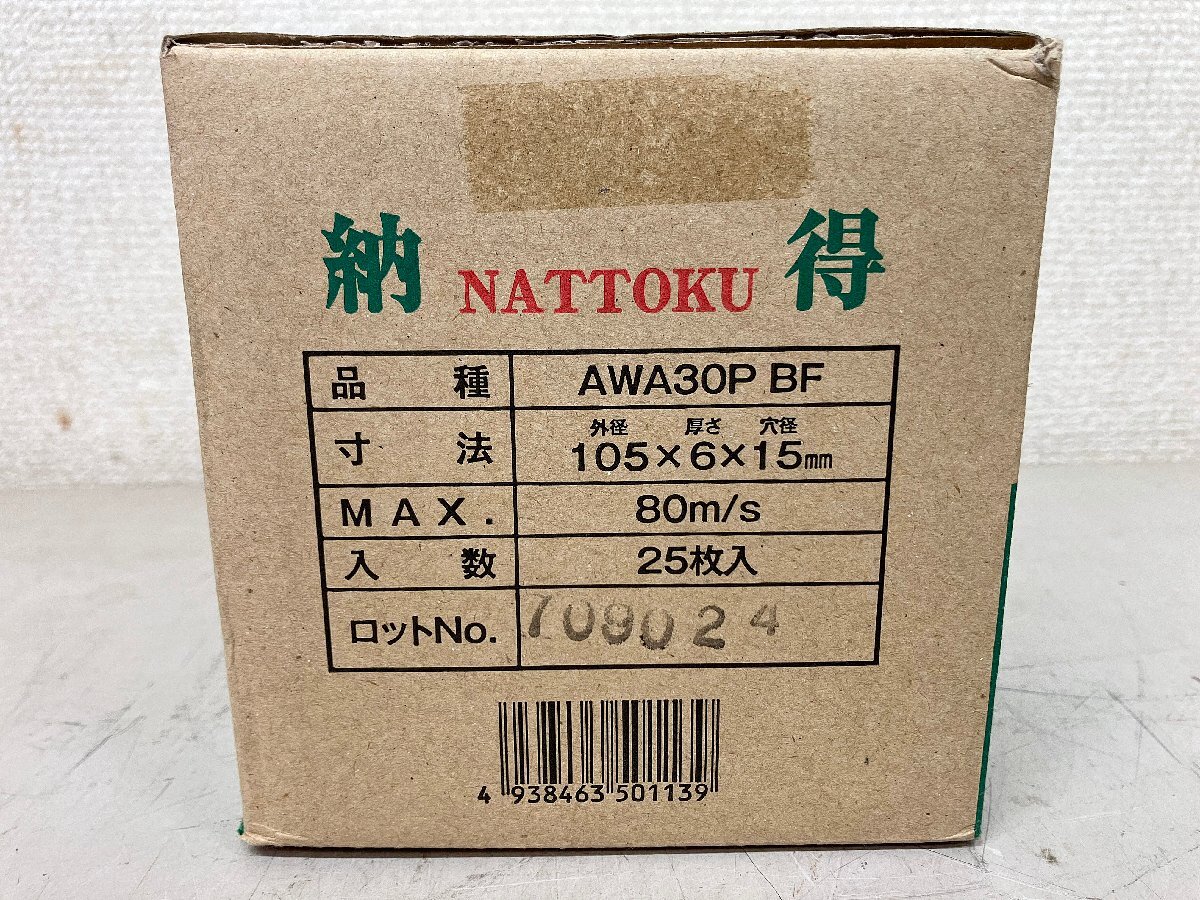 納 NATTOKU 得
品種 AWA30P BF
外径 厚さ 穴径
寸法 105×6×15mm
MAX. 80m/s
入数 25枚入
ロットNo. 709024
4 938463 501139